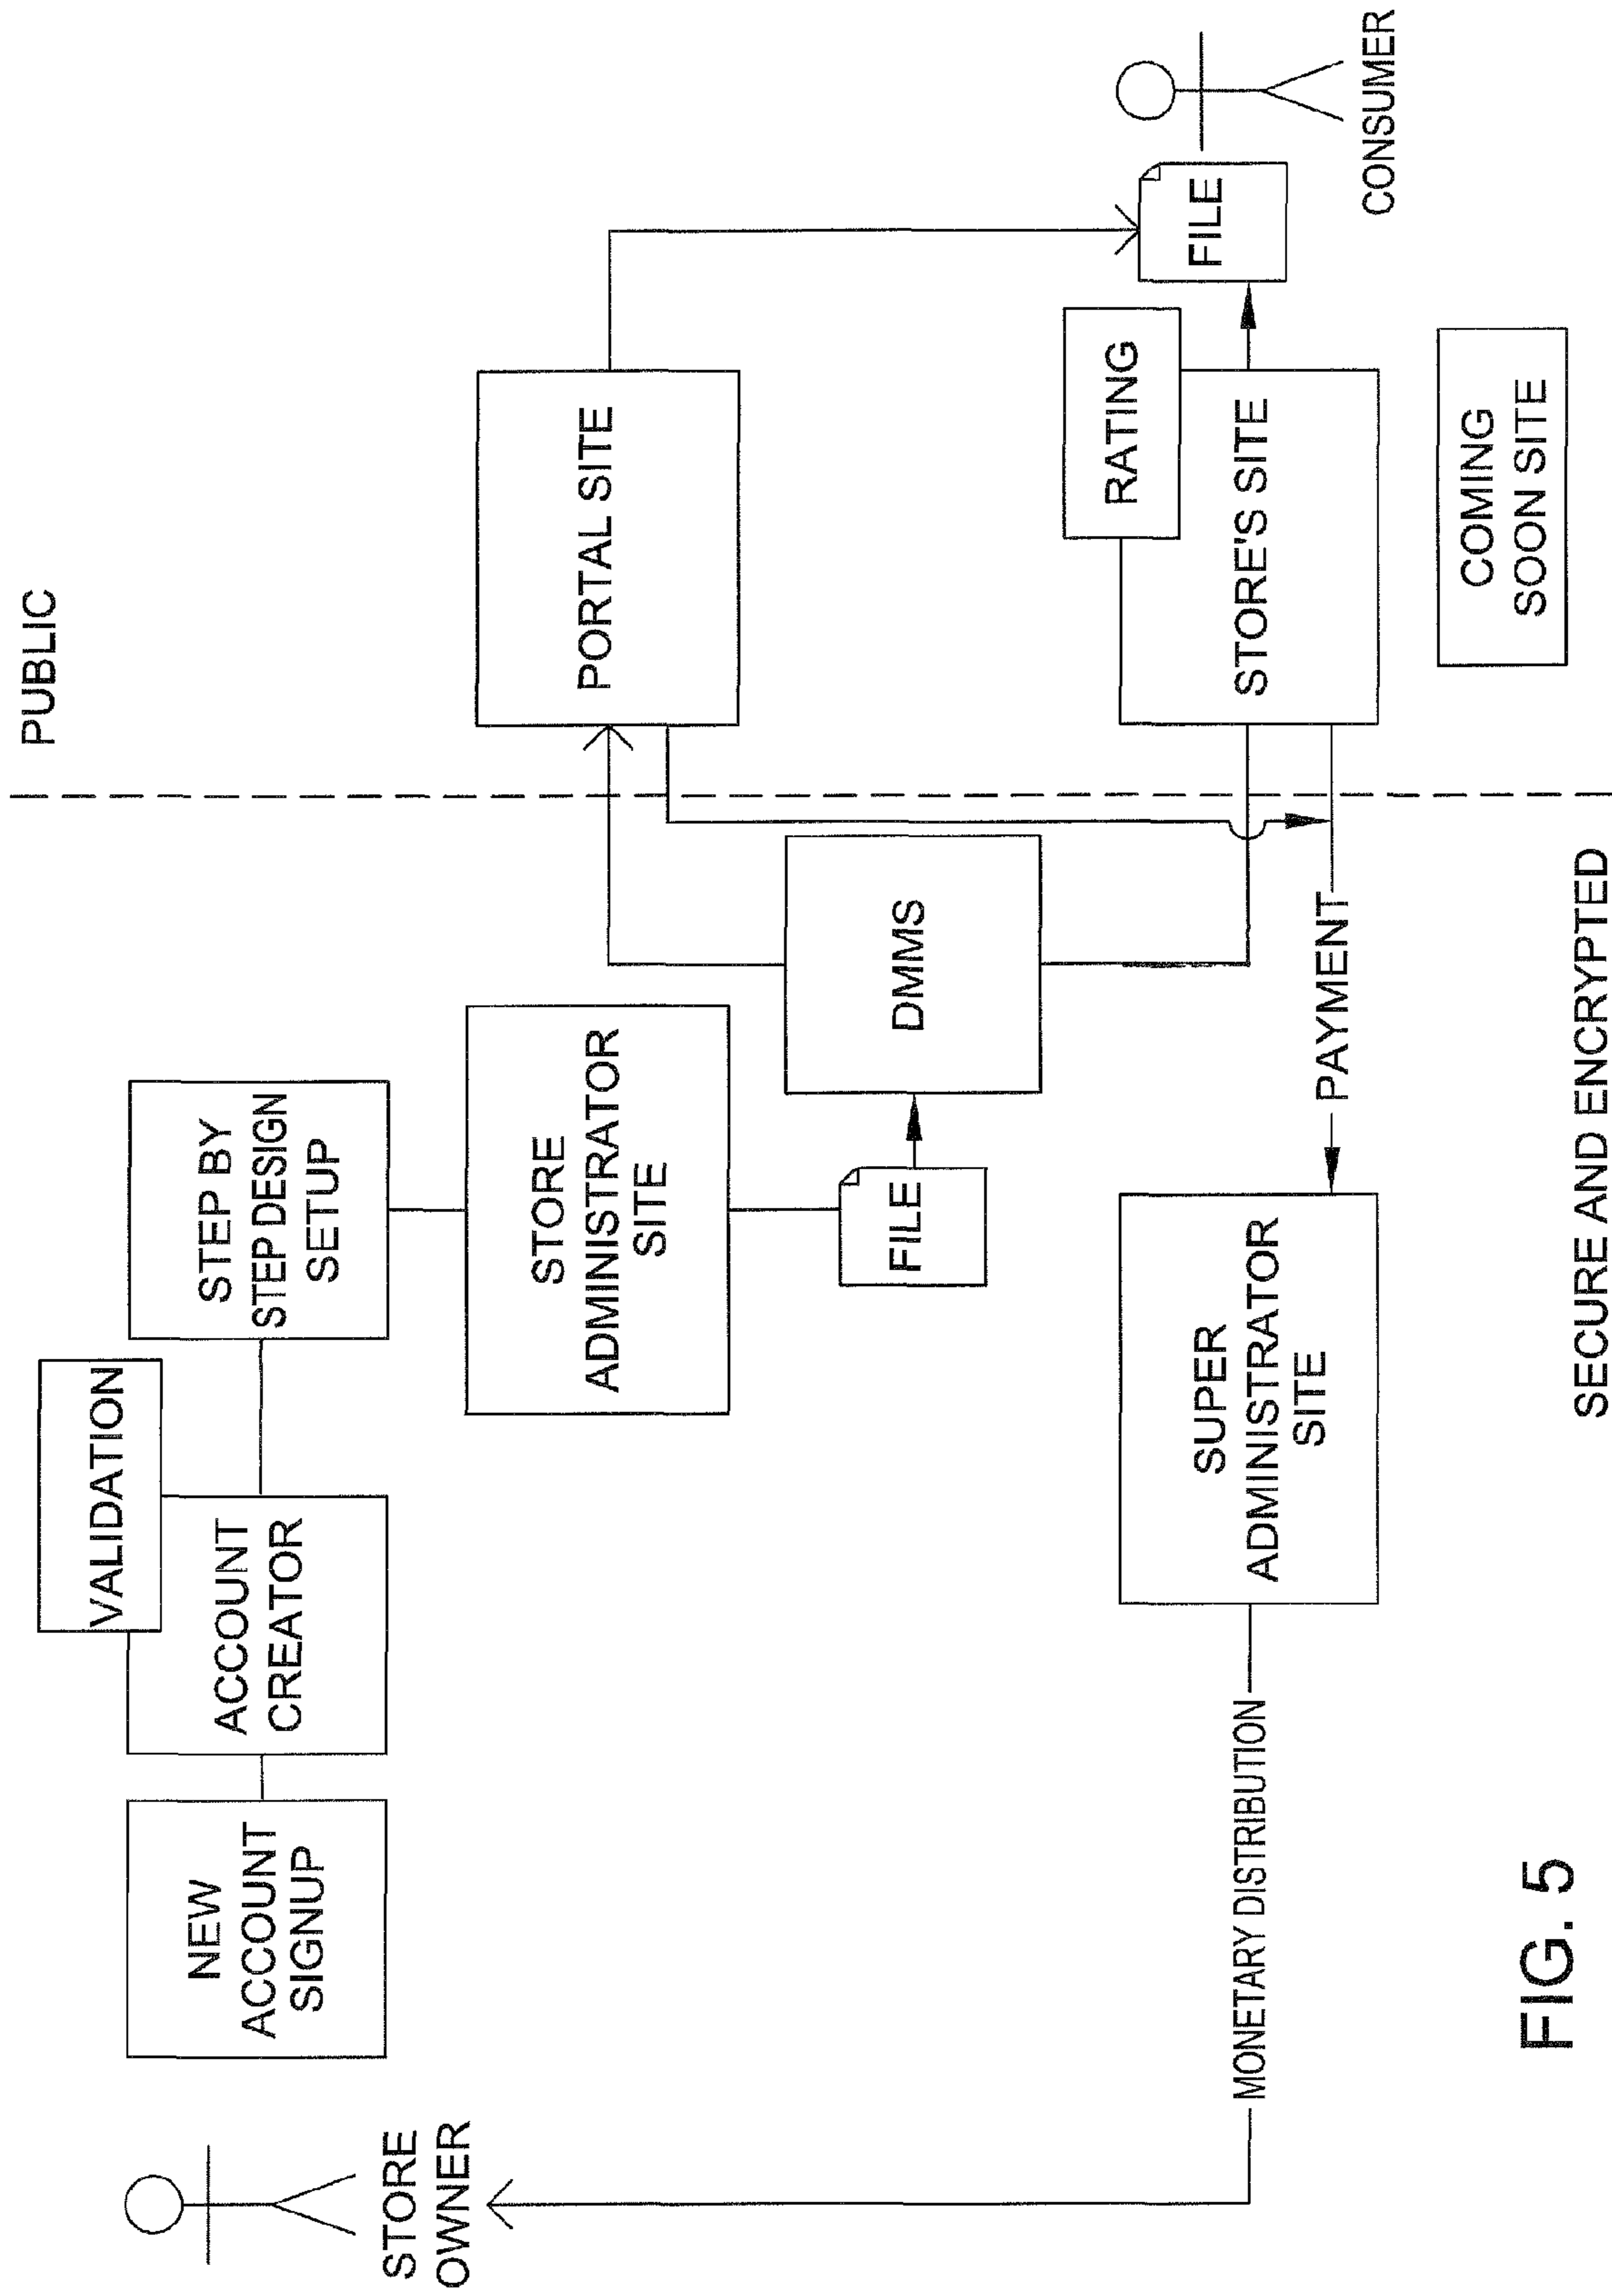 PUBLIC
VALIDATION
NEW
ACCOUNT
SIGNUP
ACCOUNT
CREATOR
STEP BY
STEP DESIGN
SETUP
STORE
OWNER
STORE
ADMINISTRATOR
SITE
PORTAL SITE
FILE
DMMS
RATING
FILE
MONETARY DISTRIBUTION
SUPER
ADMINISTRATOR
SITE
PAYMENT
STORE'S SITE
CONSUMER
COMING
SOON SITE
FIG. 5
SECURE AND ENCRYPTED